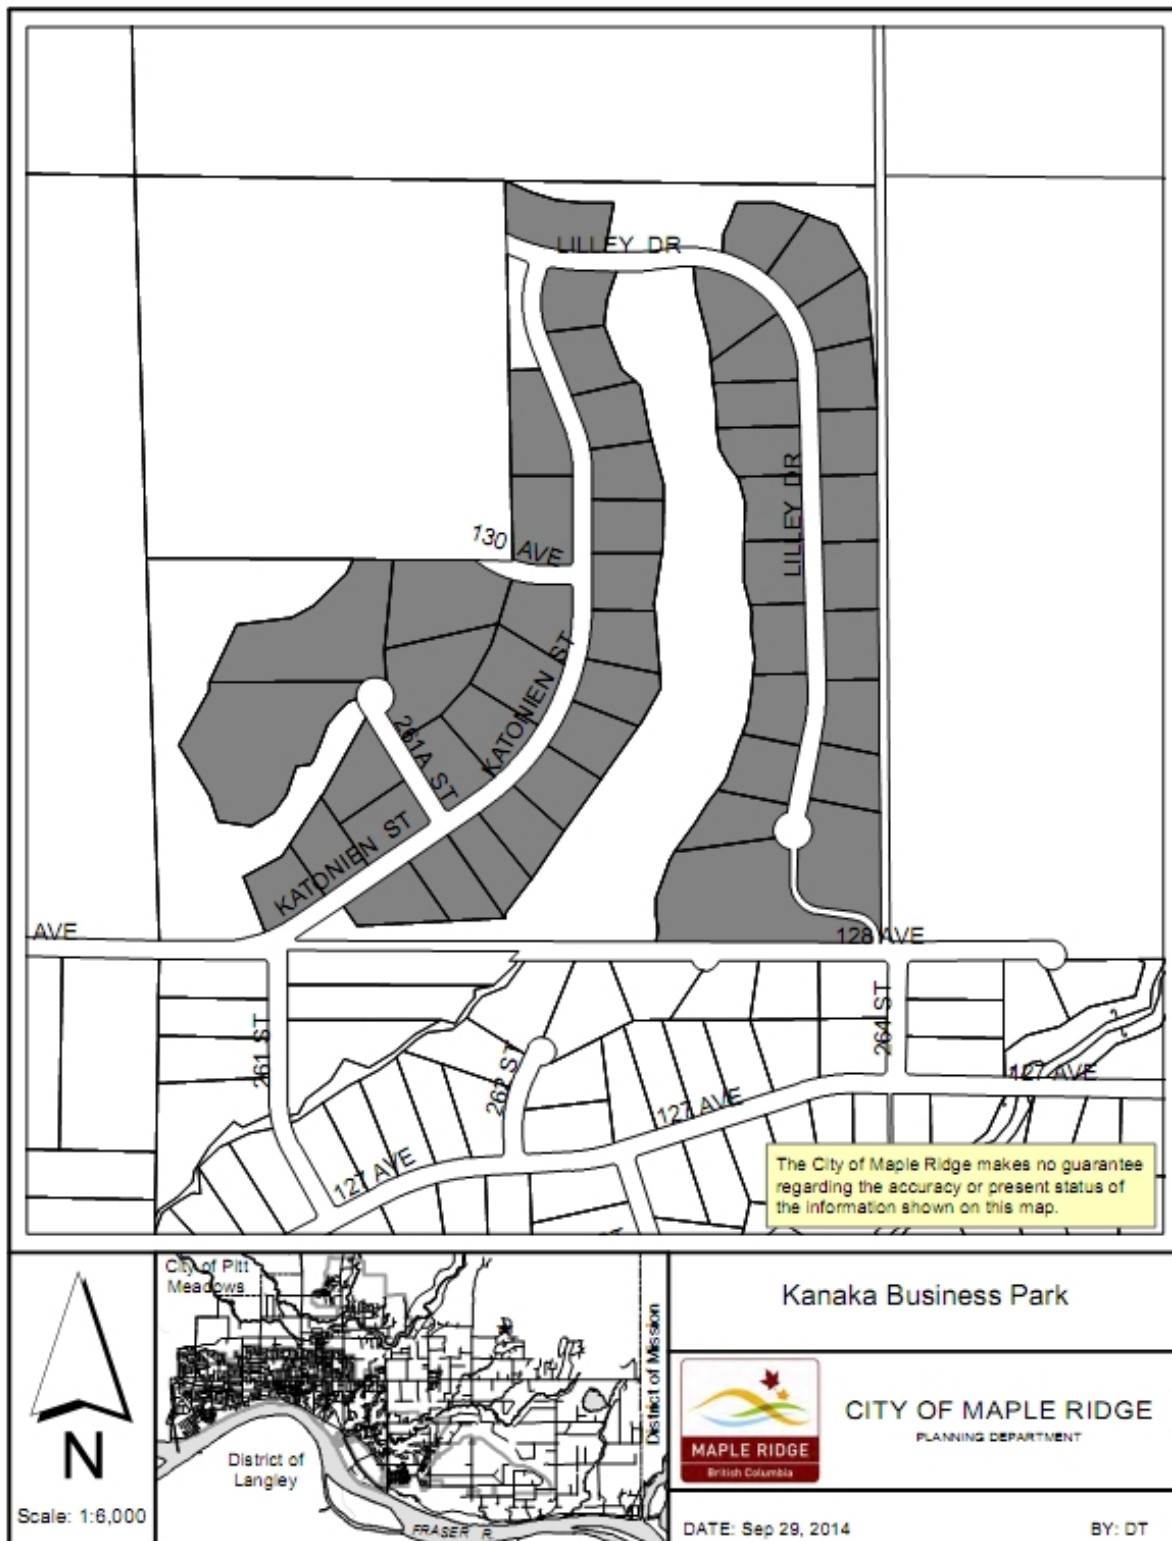 LILLEY DR
LILLEY DR
130 AVE
KATONIEN ST
261A ST
KATONIEN ST
AVE
128 AVE
261 ST
262 ST
264 ST
127 AVE
127 AVE
127 AVE
The City of Maple Ridge makes no guarantee
regarding the accuracy or present status of
the information shown on this map.
N
Scale: 1:6,000
City of Pitt
Meadows
District of
Langley
District of Mission
FRASER R.
Kanaka Business Park
MAPLE RIDGE
British Columbia
CITY OF MAPLE RIDGE
PLANNING DEPARTMENT
DATE: Sep 29, 2014
BY: DT